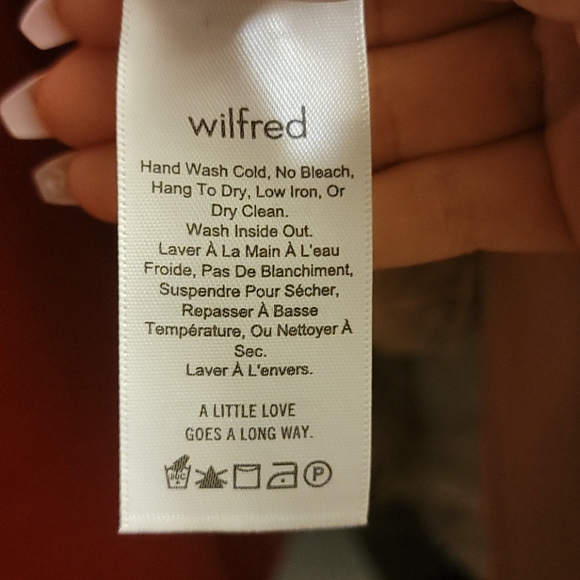 wilfred
Hand Wash Cold, No Bleach,
Hang To Dry, Low Iron, Or
Dry Clean.
Wash Inside Out.
Laver À La Main À L'eau
Froide, Pas De Blanchiment,
Suspendre Pour Sécher,
Repasser À Basse
Température, Ou Nettoyer À
Sec.
Laver À L'envers.
A LITTLE LOVE
GOES A LONG WAY.
P